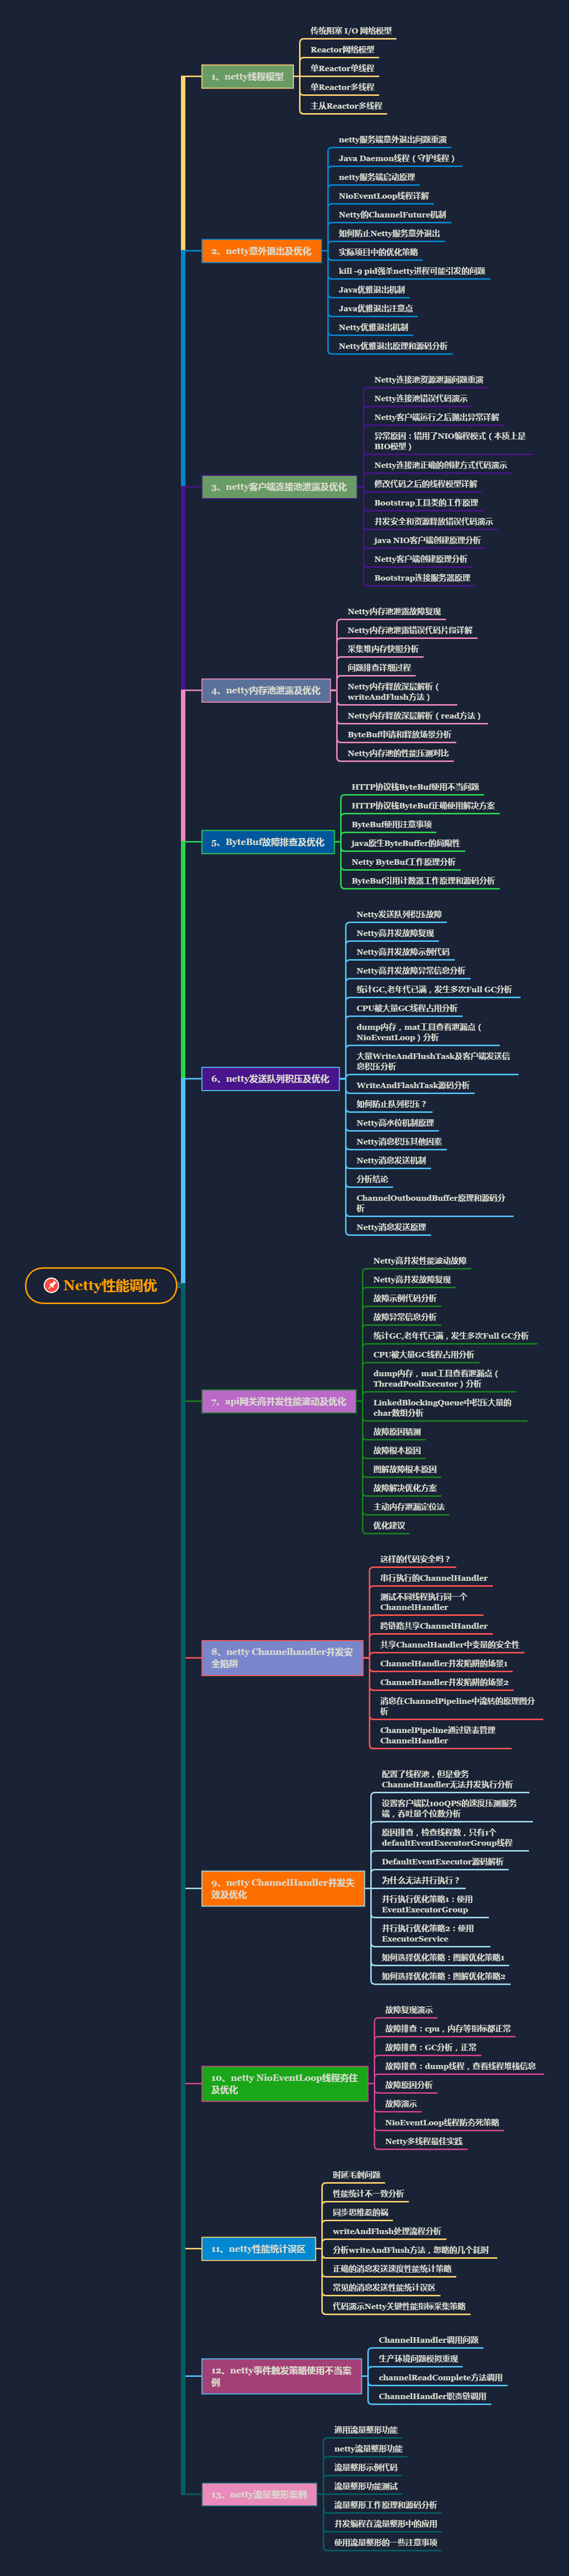 Netty性能调优
1、netty线程模型
传统阻塞 I/O 网络模型
Reactor网络模型
单Reactor单线程
单Reactor多线程
主从Reactor多线程
2、netty意外退出及优化
netty服务端意外退出问题重演
Java Daemon线程（守护线程）
netty服务端启动原理
NioEventLoop线程详解
Netty的ChannelFuture机制
如何防止Netty服务意外退出
实际项目中的优化策略
kill -9 pid强杀netty进程可能引发的问题
Java优雅退出机制
Java优雅退出注意点
Netty优雅退出机制
Netty优雅退出原理和源码分析
3、netty客户端连接池泄露及优化
Netty连接池资源泄漏问题重演
Netty连接池错误代码演示
Netty客户端运行之后抛出异常详解
异常原因：错用了NIO编程模式（本质上是
BIO模型）
Netty连接池正确的创建方式代码演示
修改代码之后的线程模型详解
Bootstrap工具类的工作原理
并发安全和资源释放错误代码演示
java NIO客户端创建原理分析
Netty客户端创建原理分析
Bootstrap连接服务器原理
4、netty内存池泄露及优化
Netty内存池泄露故障复现
Netty内存池泄露错误代码片段详解
采集堆内存快照分析
问题排查详细过程
Netty内存释放深层解析（
writeAndFlush方法）
Netty内存释放深层解析（read方法）
ByteBuf申请和释放场景分析
Netty内存池的性能压测对比
5、ByteBuf故障排查及优化
HTTP协议栈ByteBuf使用不当问题
HTTP协议栈ByteBuf正确使用解决方案
ByteBuf使用注意事项
java原生ByteBuffer的局限性
Netty ByteBuf工作原理分析
ByteBuf引用计数器工作原理和源码分析
6、netty发送队列积压及优化
Netty发送队列积压故障
Netty高并发故障复现
Netty高并发故障示例代码
Netty高并发故障异常信息分析
统计GC,老年代已满，发生多次Full GC分析
CPU被大量GC线程占用分析
dump内存，mat工具查看泄漏点（
NioEventLoop）分析
大量WriteAndFlushTask及客户端发送信
息积压分析
WriteAndFlashTask源码分析
如何防止队列积压？
Netty高水位机制原理
Netty消息积压其他因素
Netty消息发送机制
分析结论
ChannelOutboundBuffer原理和源码分
析
Netty消息发送原理
7、api网关高并发性能波动及优化
Netty高并发性能波动故障
Netty高并发故障复现
故障示例代码分析
故障异常信息分析
统计GC,老年代已满，发生多次Full GC分析
CPU被大量GC线程占用分析
dump内存，mat工具查看泄漏点（
ThreadPoolExecutor）分析
LinkedBlockingQueue中积压大量的
char数组分析
故障原因猜测
故障根本原因
图解故障根本原因
故障解决优化方案
主动内存泄漏定位法
优化建议
8、netty Channelhandler并发安
全陷阱
这样的代码安全吗？
串行执行的ChannelHandler
测试不同线程执行同一个
ChannelHandler
跨链路共享ChannelHandler
共享ChannelHandler中变量的安全性
ChannelHandler并发陷阱的场景1
ChannelHandler并发陷阱的场景2
消息在ChannelPipeline中流转的原理图分
析
ChannelPipeline通过链表管理
ChannelHandler
9、netty ChannelHandler并发失
效及优化
配置了线程池，但是业务
ChannelHandler无法并发执行分析
设置客户端以100QPS的速度压测服务
端，吞吐量个位数分析
原因排查，检查线程数，只有1个
defaultEventExecutorGroup线程
DefaultEventExecutor源码解析
为什么无法并行执行？
并行执行优化策略1：使用
EventExecutorGroup
并行执行优化策略2：使用
ExecutorService
如何选择优化策略：图解优化策略1
如何选择优化策略：图解优化策略2
10、netty NioEventLoop线程夯住
及优化
故障复现演示
故障排查：cpu，内存等指标都正常
故障排查：GC分析，正常
故障排查：dump线程，查看线程堆栈信息
故障原因分析
故障演示
NioEventLoop线程防夯死策略
Netty多线程最佳实践
11、netty性能统计误区
时延毛刺问题
性能统计不一致分析
同步思维惹的祸
writeAndFlush处理流程分析
分析writeAndFlush方法，忽略的几个耗时
正确的消息发送速度性能统计策略
常见的消息发送性能统计误区
代码演示Netty关键性能指标采集策略
12、netty事件触发策略使用不当案
例
ChannelHandler调用问题
生产环境问题模拟重现
channelReadComplete方法调用
ChannelHandler职责链调用
13、netty流量整形案例
通用流量整形功能
netty流量整形功能
流量整形示例代码
流量整形功能测试
流量整形工作原理和源码分析
并发编程在流量整形中的应用
使用流量整形的一些注意事项